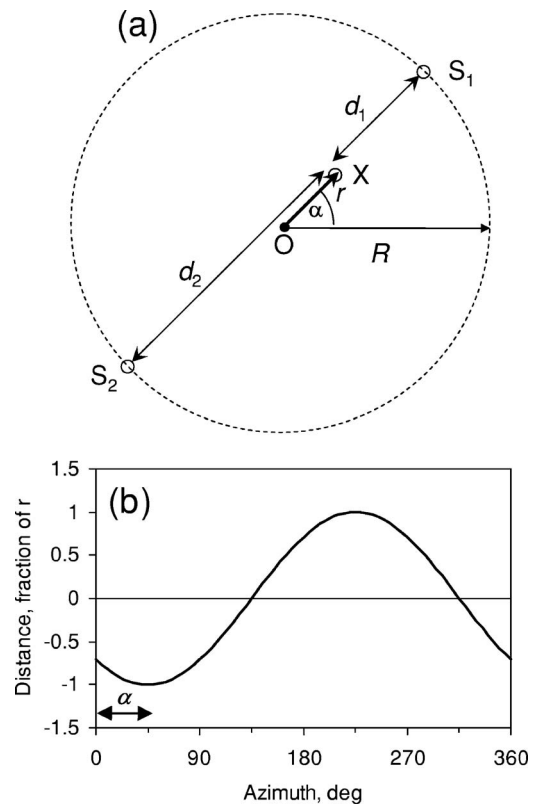 (a)
S1
d1
X
r
α
O
R
d2
S2
(b)
Distance, fraction of r
1.5
1
0.5
0
-0.5
-1
-1.5
α
0 90 180 270 360
Azimuth, deg